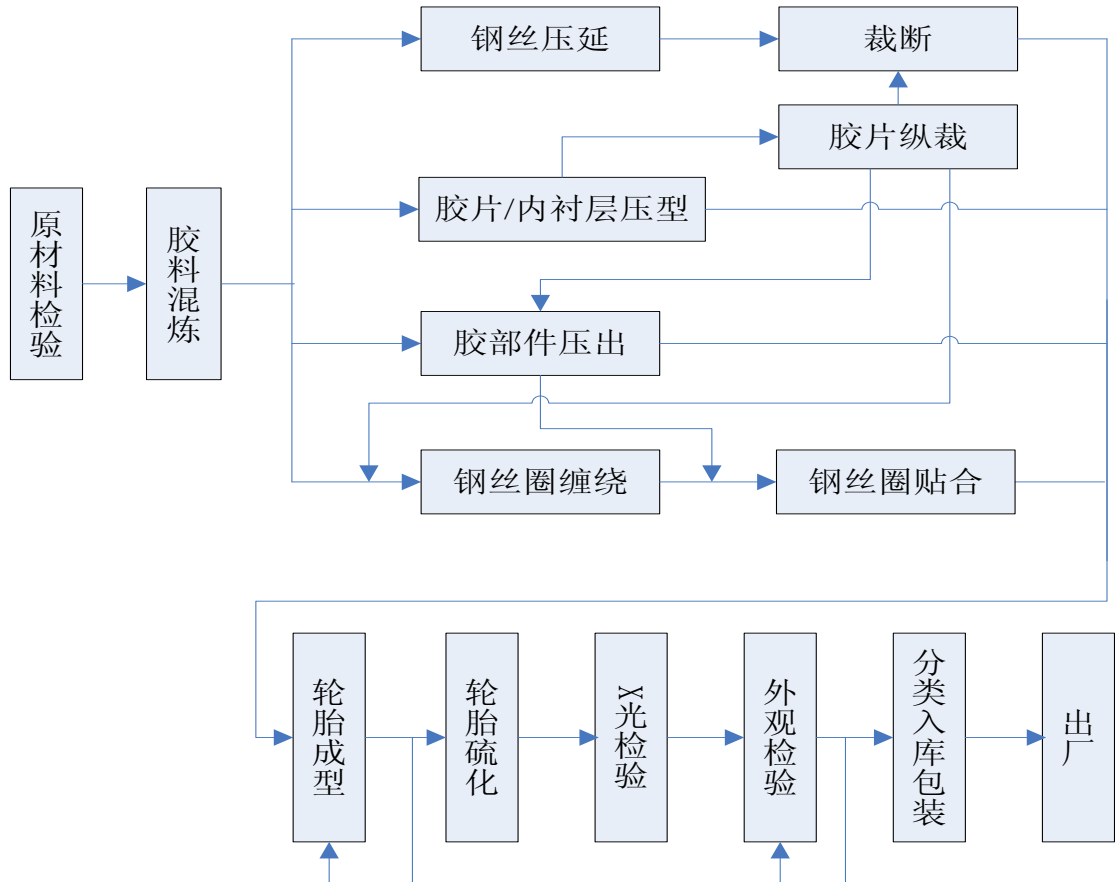 钢丝压延
裁断
胶片纵裁
原材料检验
胶料混炼
胶片/内衬层压型
胶部件压出
钢丝圈缠绕
钢丝圈贴合
轮胎成型
轮胎硫化
X光检验
外观检验
分类入库包装
出厂